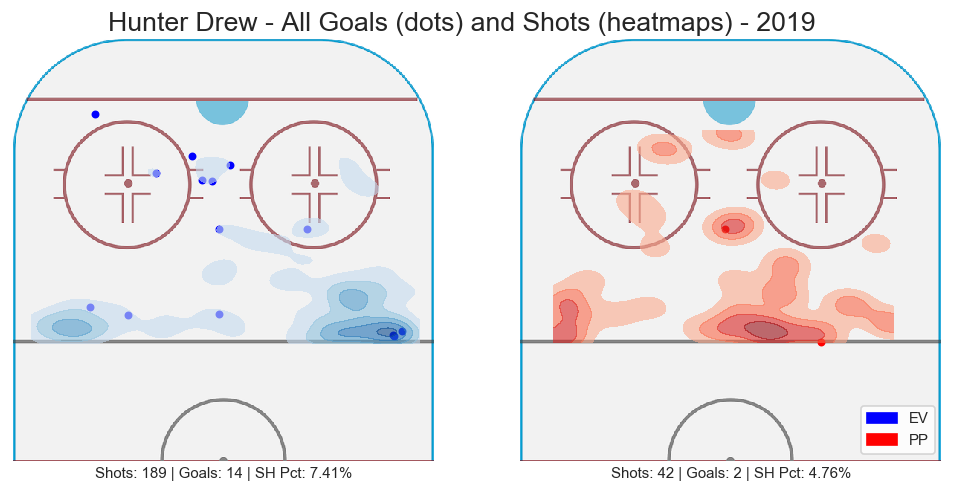 Hunter Drew - All Goals (dots) and Shots (heatmaps) - 2019
EV
PP
Shots: 189 | Goals: 14 | SH Pct: 7.41%
Shots: 42 | Goals: 2 | SH Pct: 4.76%